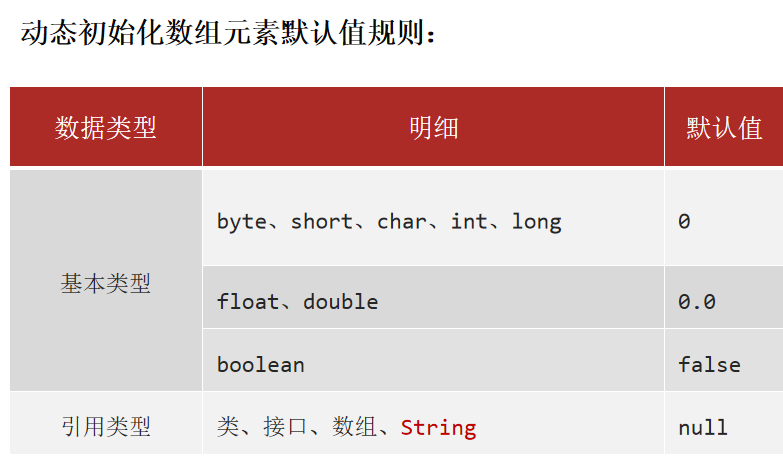 动态初始化数组元素默认值规则：
数据类型 明细 默认值
基本类型 byte、short、char、int、long 0
float、double 0.0
boolean false
引用类型 类、接口、数组、String null